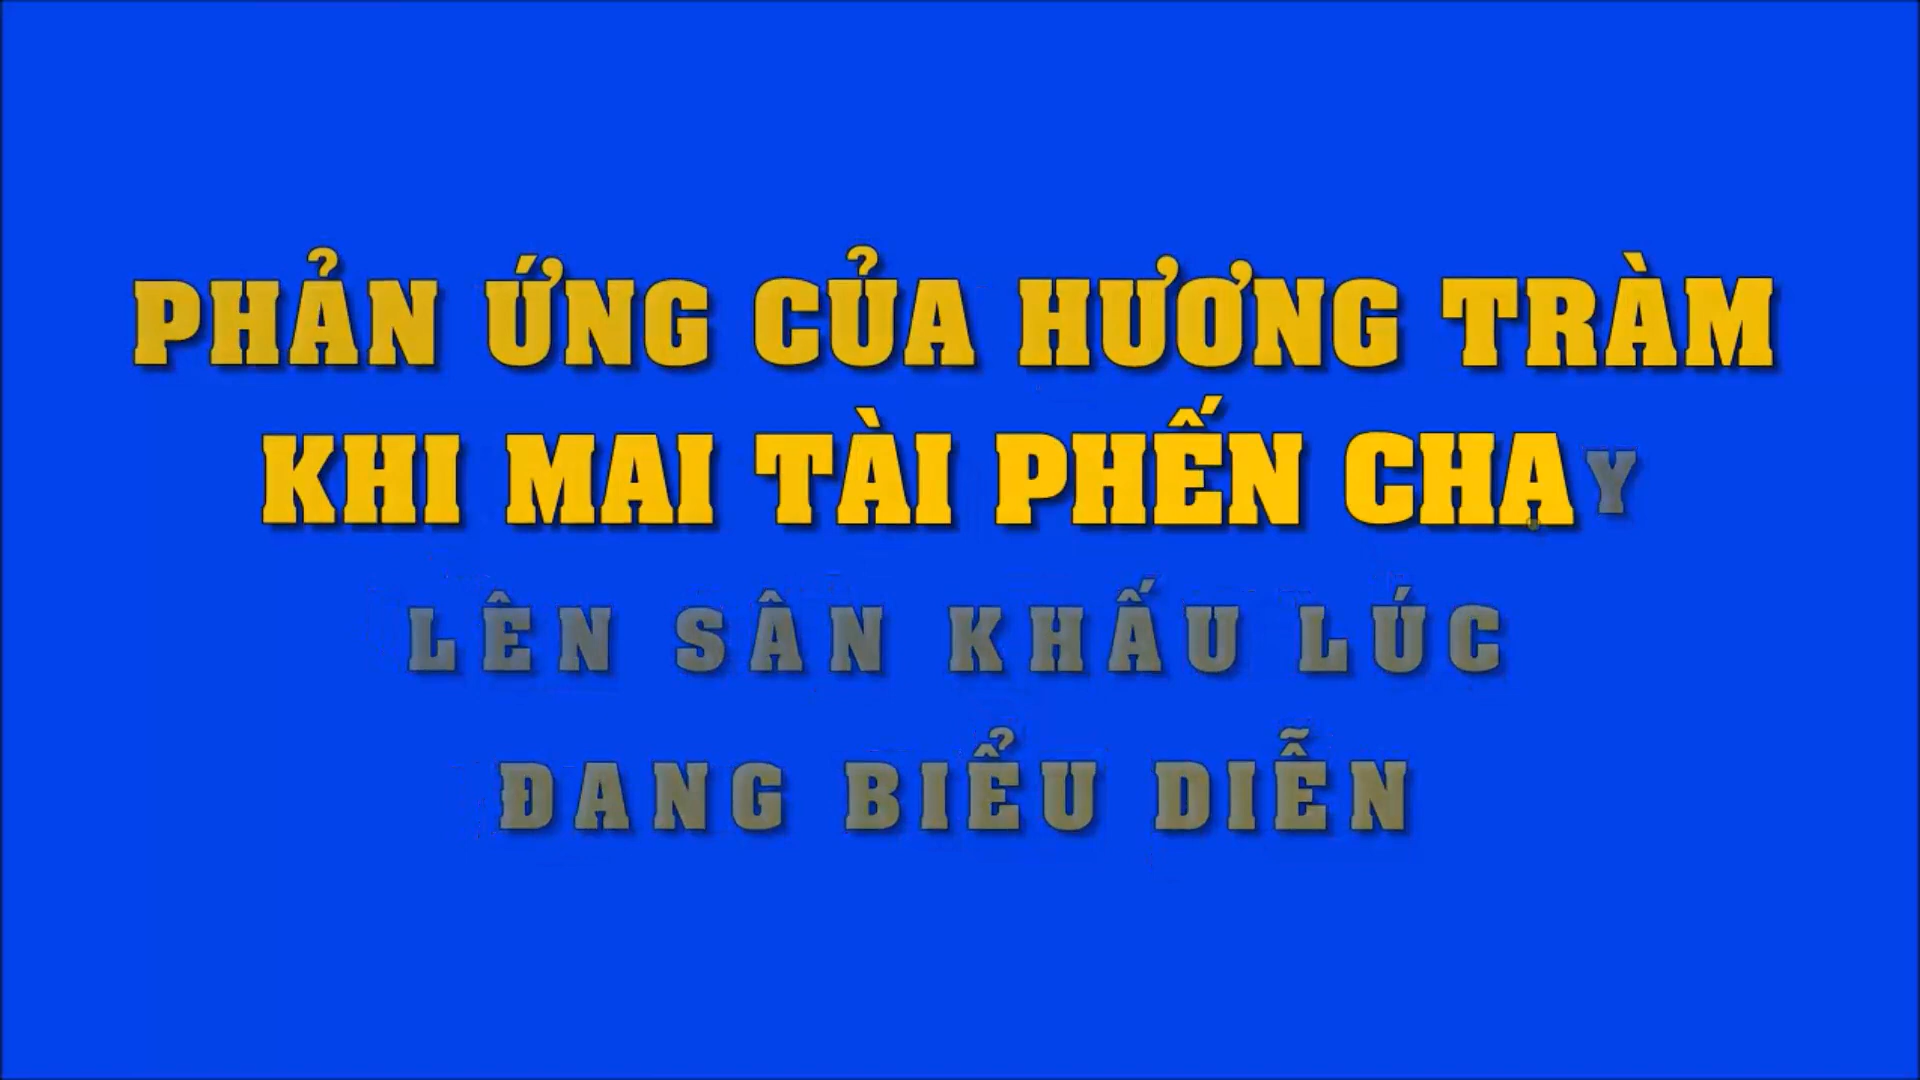 PHẢN ỨNG CỦA HƯƠNG TRÀM
KHI MAI TÀI PHẾN CHẠY
LÊN SÂN KHẤU LÚC
ĐANG BIỂU DIỄN